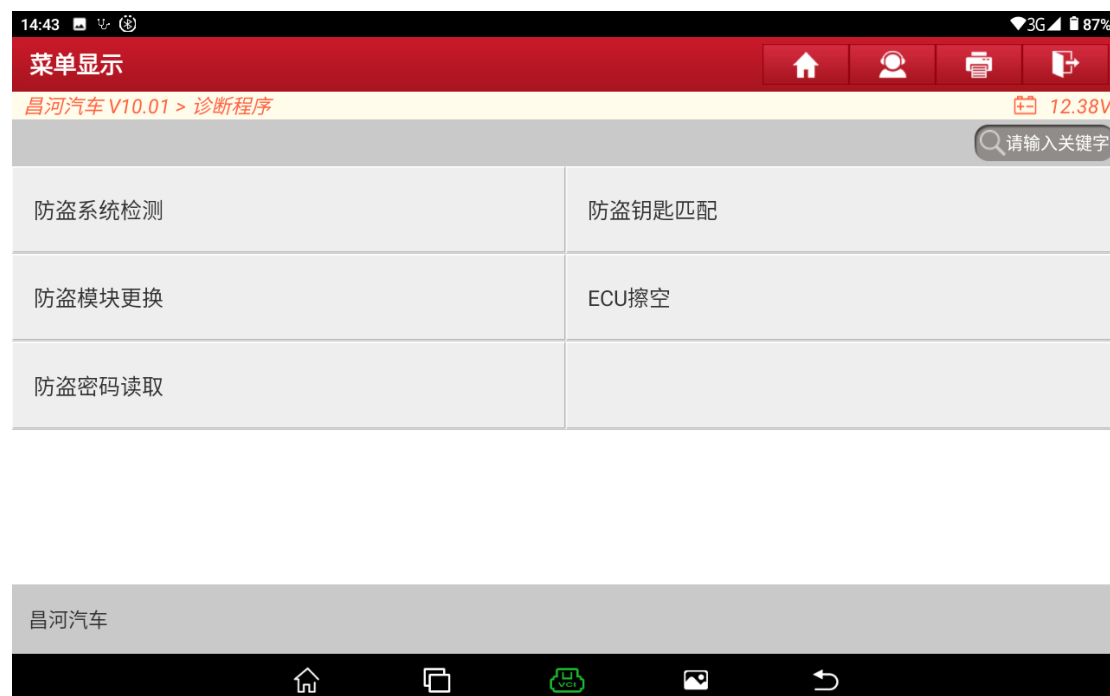 14:43 3G 87%
菜单显示
昌河汽车 V10.01 > 诊断程序 12.38V
请输入关键字
防盗系统检测 防盗钥匙匹配
防盗模块更换 ECU擦空
防盗密码读取
昌河汽车
VCI